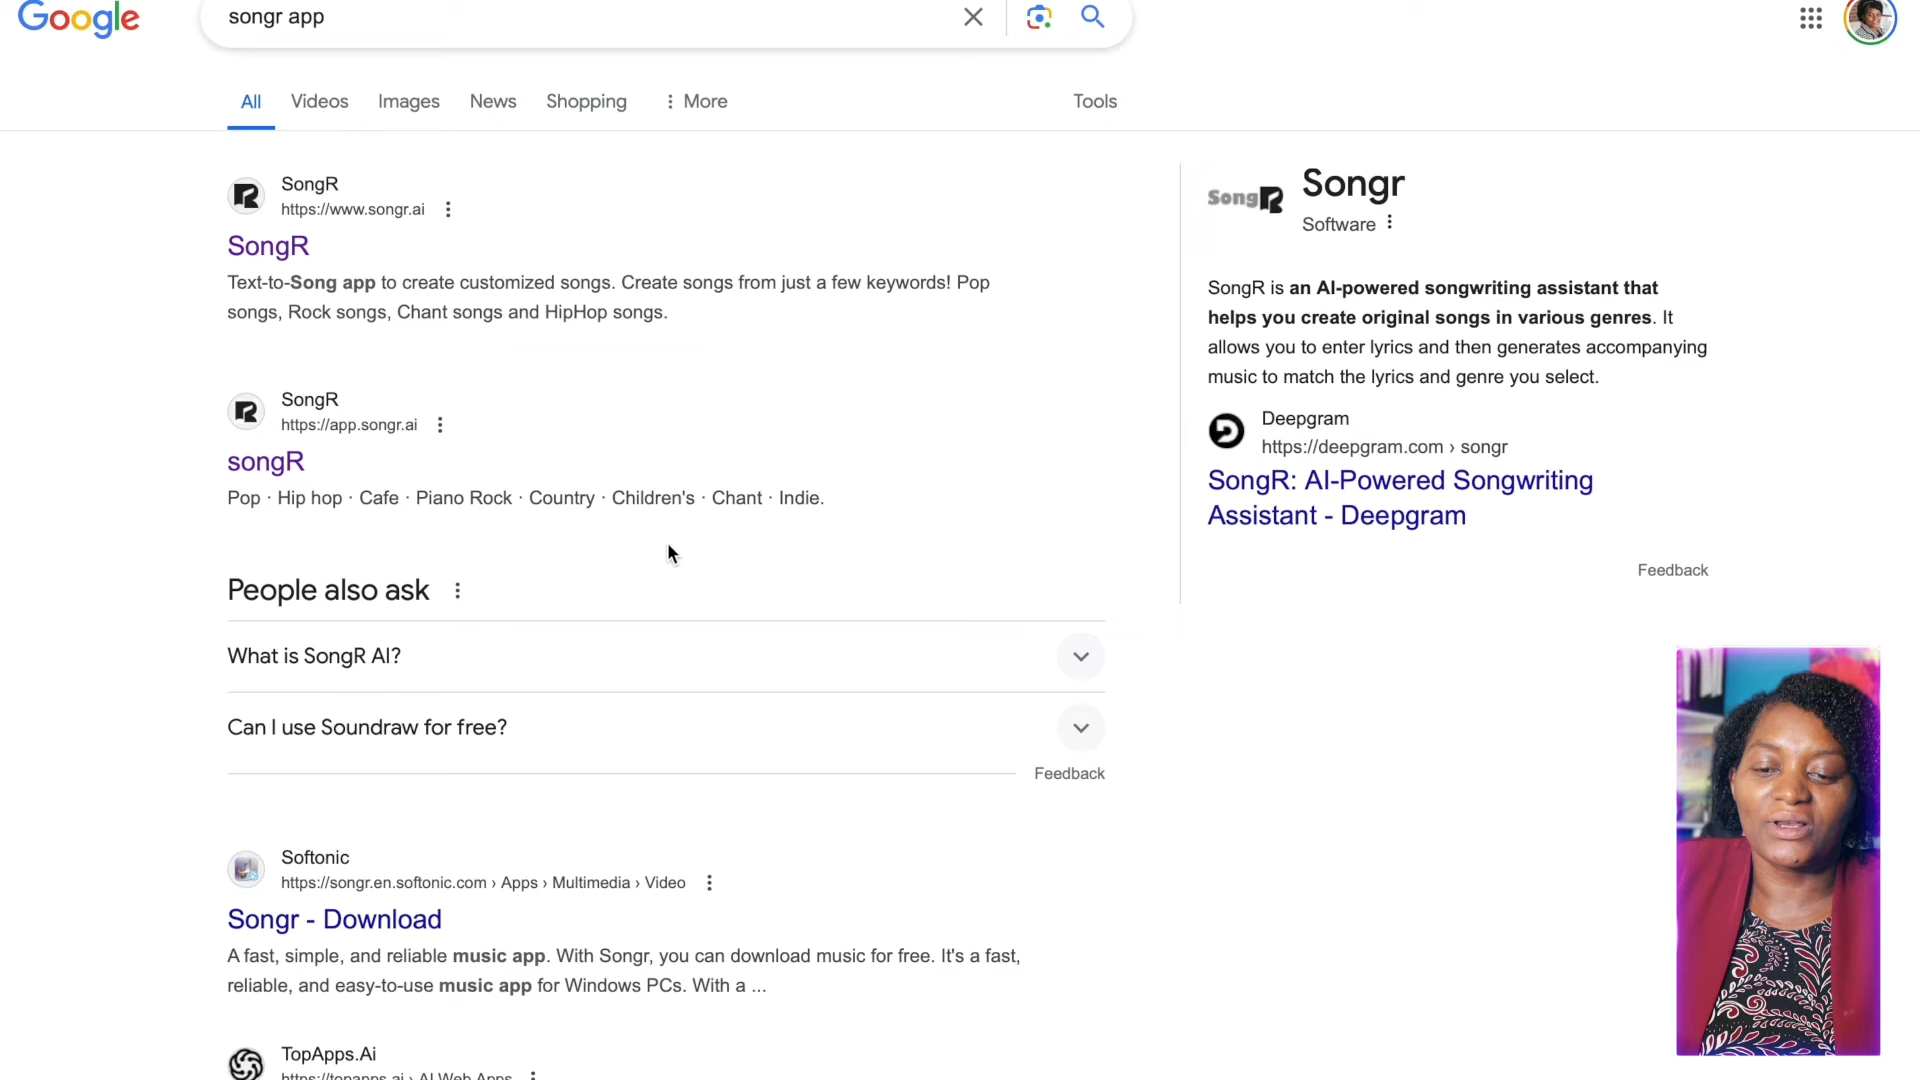 Google
songr app
All
Videos
Images
News
Shopping
More
Tools
SongR
https://www.songr.ai
SongR
Text-to-Song app to create customized songs. Create songs from just a few keywords! Pop
songs, Rock songs, Chant songs and HipHop songs.
SongR
https://app.songr.ai
songR
Pop · Hip hop · Cafe · Piano Rock · Country · Children's · Chant · Indie.
People also ask
What is SongR AI?
Can I use Soundraw for free?
Feedback
Softonic
https://songr.en.softonic.com › Apps › Multimedia › Video
Songr - Download
A fast, simple, and reliable music app. With Songr, you can download music for free. It's a fast,
reliable, and easy-to-use music app for Windows PCs. With a ...
TopApps.Ai
https://topapps.ai › AI Web Apps
SongR
Songr
Software
SongR is an AI-powered songwriting assistant that
helps you create original songs in various genres. It
allows you to enter lyrics and then generates accompanying
music to match the lyrics and genre you select.
Deepgram
https://deepgram.com › songr
SongR: AI-Powered Songwriting
Assistant - Deepgram
Feedback